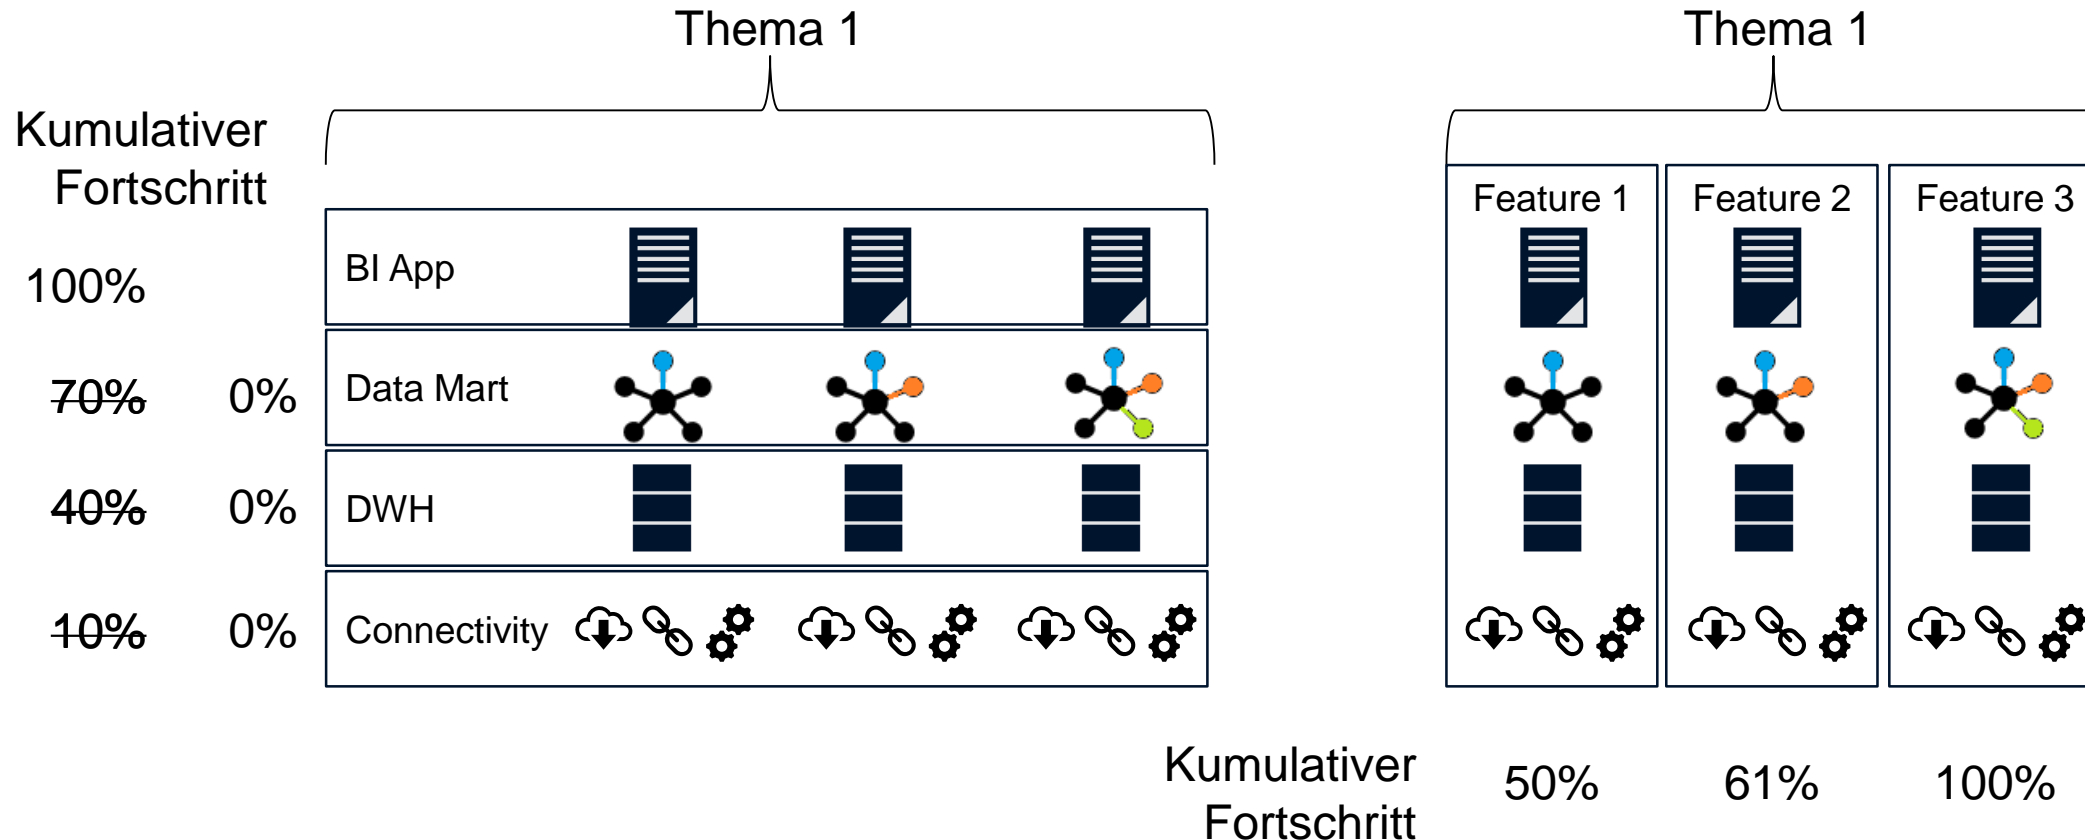 Thema 1
Kumulativer
Fortschritt
100%
BI App
70% 0%
Data Mart
40% 0%
DWH
10% 0%
Connectivity
Thema 1
Feature 1
Feature 2
Feature 3
Kumulativer
Fortschritt
50%
61%
100%